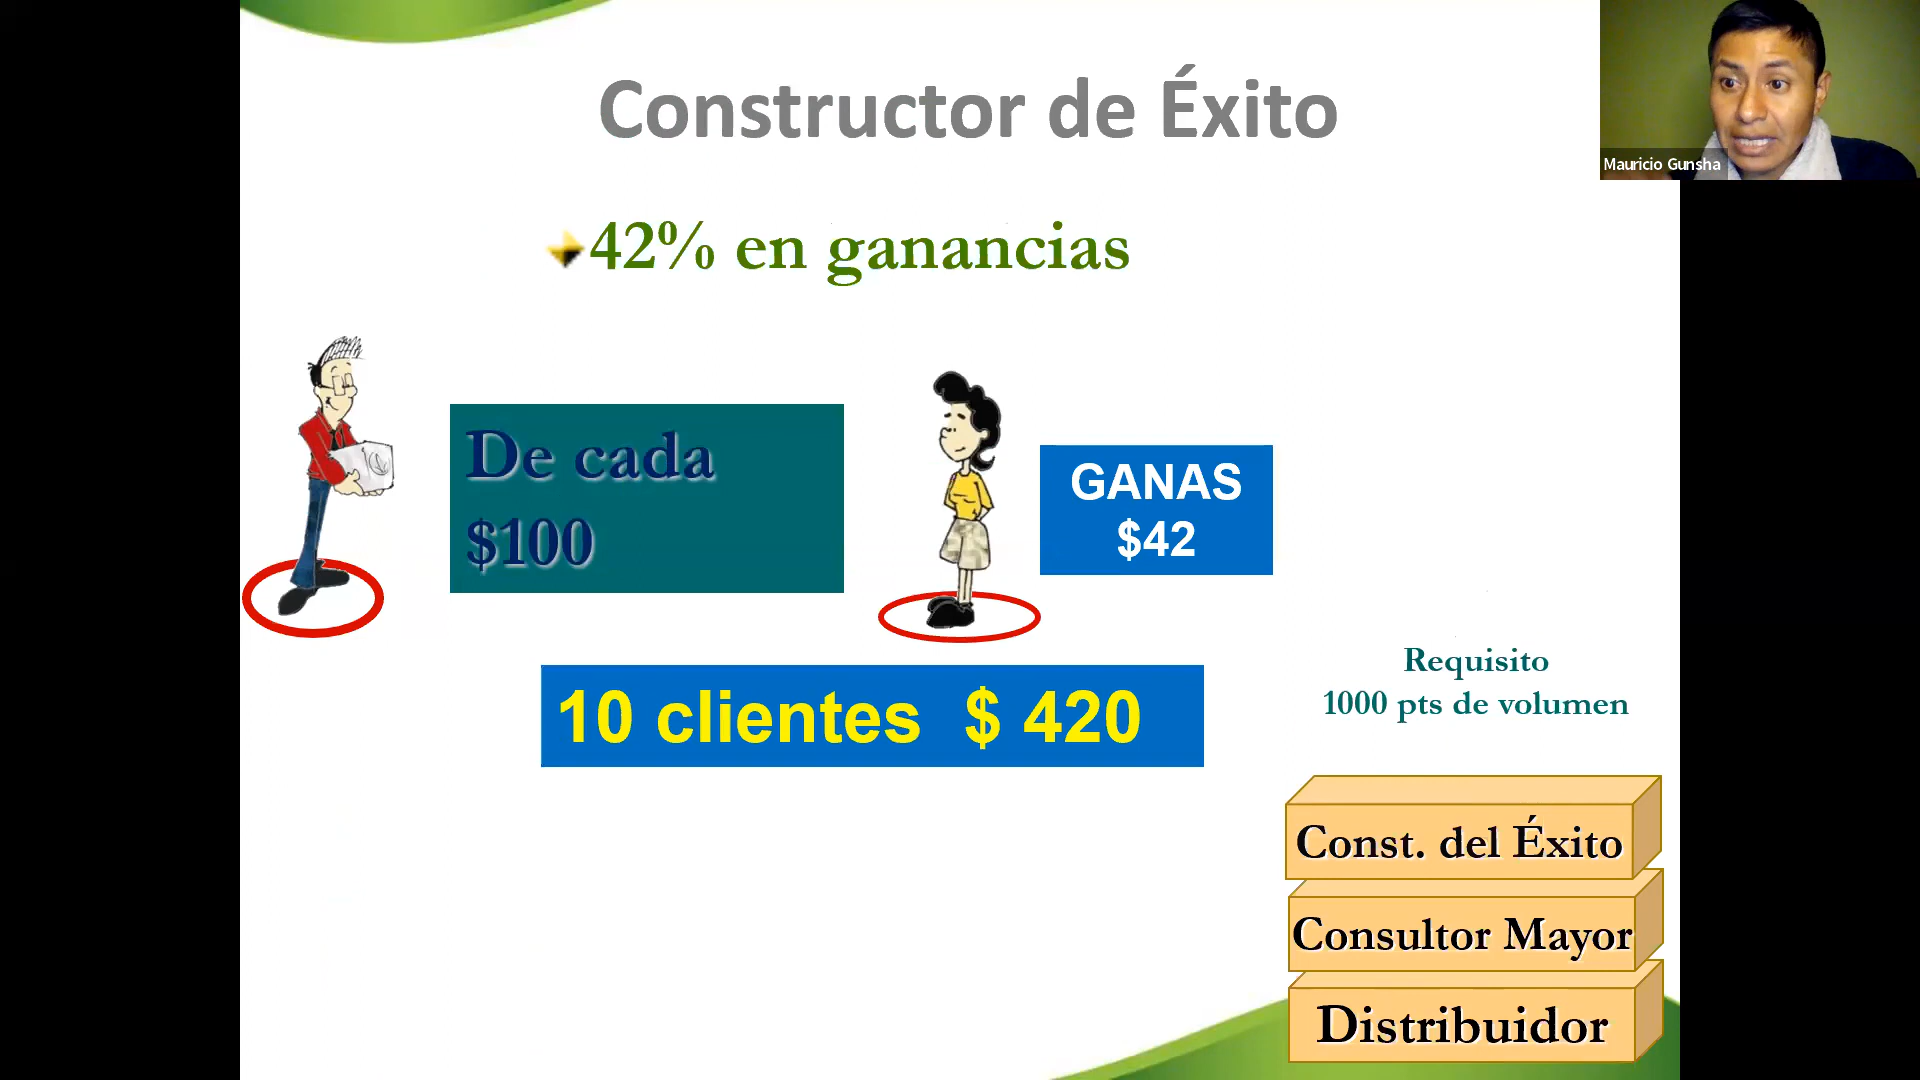 Constructor de Éxito
Mauricio Gunsha
42% en ganancias
De cada
$100
GANAS
$42
10 clientes $ 420
Requisito
1000 pts de volumen
Const. del Éxito
Consultor Mayor
Distribuidor